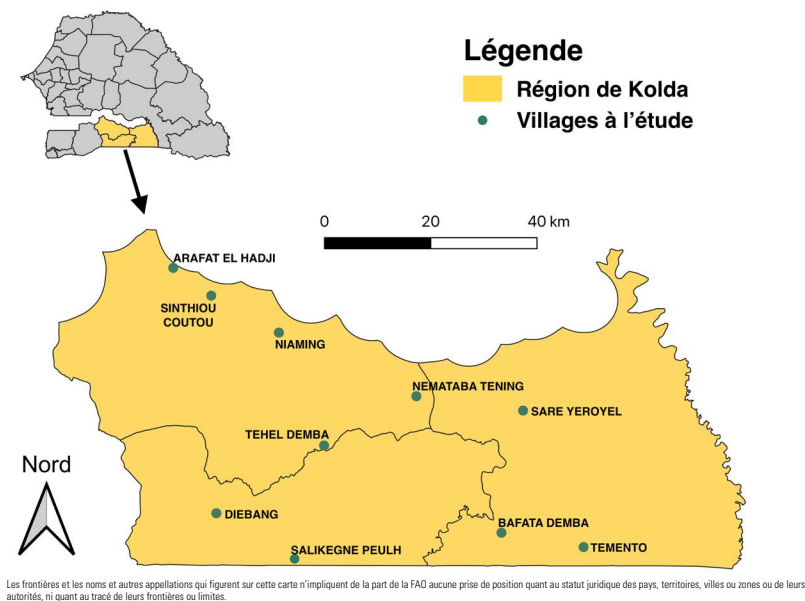 Légende
Région de Kolda
Villages à l'étude
0 20 40 km
ARAFAT EL HADJI
SINTHIOU
COUTOU
NIAMING
NEMATABA TENING
SARE YEROYEL
TEHEL DEMBA
Nord
DIEBANG
BAFATA DEMBA
SALIKEGNE PEULH
TEMENTO
Les frontières et les noms et autres appellations qui figurent sur cette carte n'impliquent de la part de la FAO aucune prise de position quant au statut juridique des pays, territoires, villes ou zones ou de leurs
autorités, ni quant au tracé de leurs frontières ou limites.